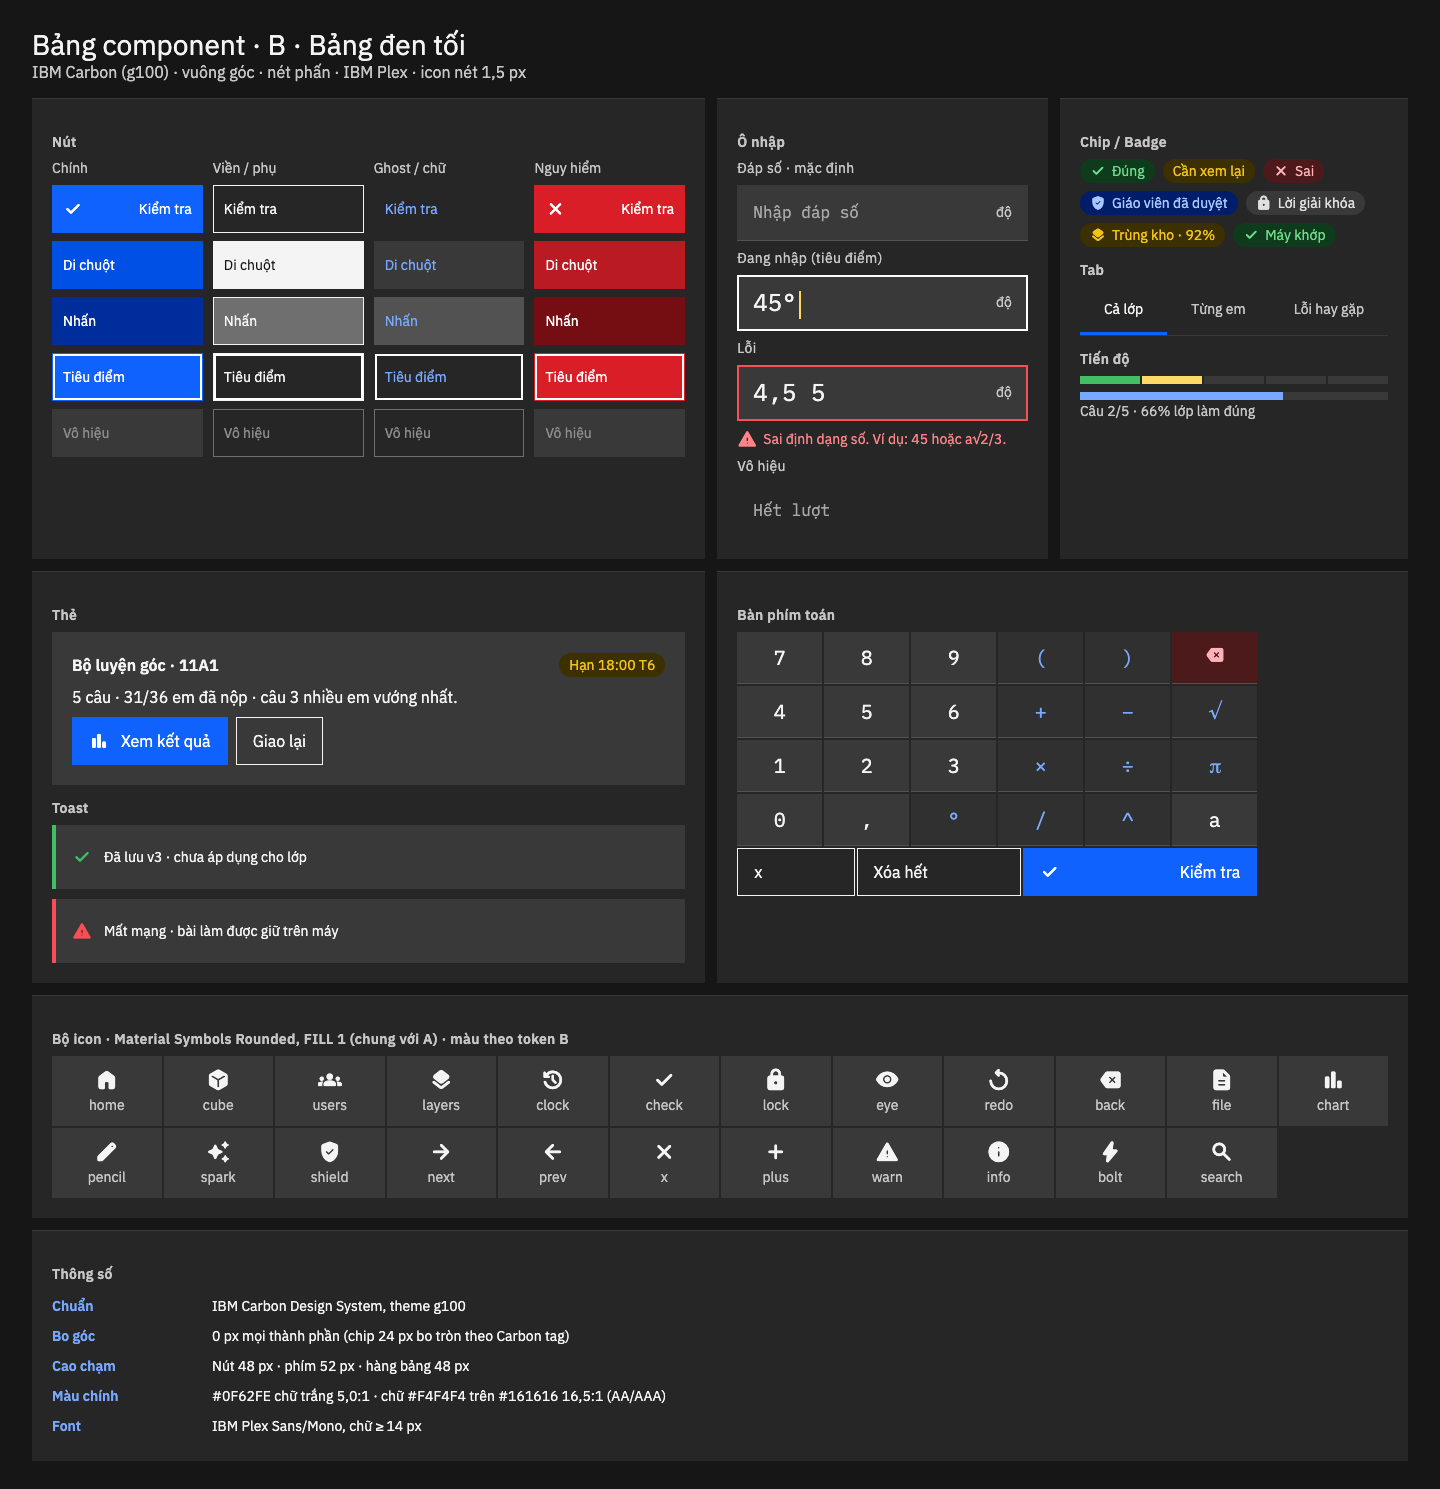 Bảng component · B · Bảng đen tối
IBM Carbon (g100) · vuông góc · nét phấn · IBM Plex · icon nét 1,5 px
Nút
Chính
Viền / phụ
Ghost / chữ
Nguy hiểm
Kiểm tra
Kiểm tra
Kiểm tra
Kiểm tra
Di chuột
Di chuột
Di chuột
Di chuột
Nhấn
Nhấn
Nhấn
Nhấn
Tiêu điểm
Tiêu điểm
Tiêu điểm
Tiêu điểm
Vô hiệu
Vô hiệu
Vô hiệu
Vô hiệu
Ô nhập
Đáp số · mặc định
Nhập đáp số
độ
Đang nhập (tiêu điểm)
45°
độ
Lỗi
4,5 5
độ
Sai định dạng số. Ví dụ: 45 hoặc a√2/3.
Vô hiệu
Hết lượt
Chip / Badge
Đúng
Cần xem lại
Sai
Giáo viên đã duyệt
Lời giải khóa
Trùng kho · 92%
Máy khớp
Tab
Cả lớp
Từng em
Lỗi hay gặp
Tiến độ
Câu 2/5 · 66% lớp làm đúng
Thẻ
Bộ luyện góc · 11A1
Hạn 18:00 T6
5 câu · 31/36 em đã nộp · câu 3 nhiều em vướng nhất.
Xem kết quả
Giao lại
Toast
Đã lưu v3 · chưa áp dụng cho lớp
Mất mạng · bài làm được giữ trên máy
Bàn phím toán
7 8 9 ( )
4 5 6 + − √
1 2 3 × ÷ π
0 , ° / ^ a
x
Xóa hết
Kiểm tra
Bộ icon · Material Symbols Rounded, FILL 1 (chung với A) · màu theo token B
home
cube
users
layers
clock
check
lock
eye
redo
back
file
chart
pencil
spark
shield
next
prev
x
plus
warn
info
bolt
search
Thông số
Chuẩn
IBM Carbon Design System, theme g100
Bo góc
0 px mọi thành phần (chip 24 px bo tròn theo Carbon tag)
Cao chạm
Nút 48 px · phím 52 px · hàng bảng 48 px
Màu chính
#0F62FE chữ trắng 5,0:1 · chữ #F4F4F4 trên #161616 16,5:1 (AA/AAA)
Font
IBM Plex Sans/Mono, chữ ≥ 14 px